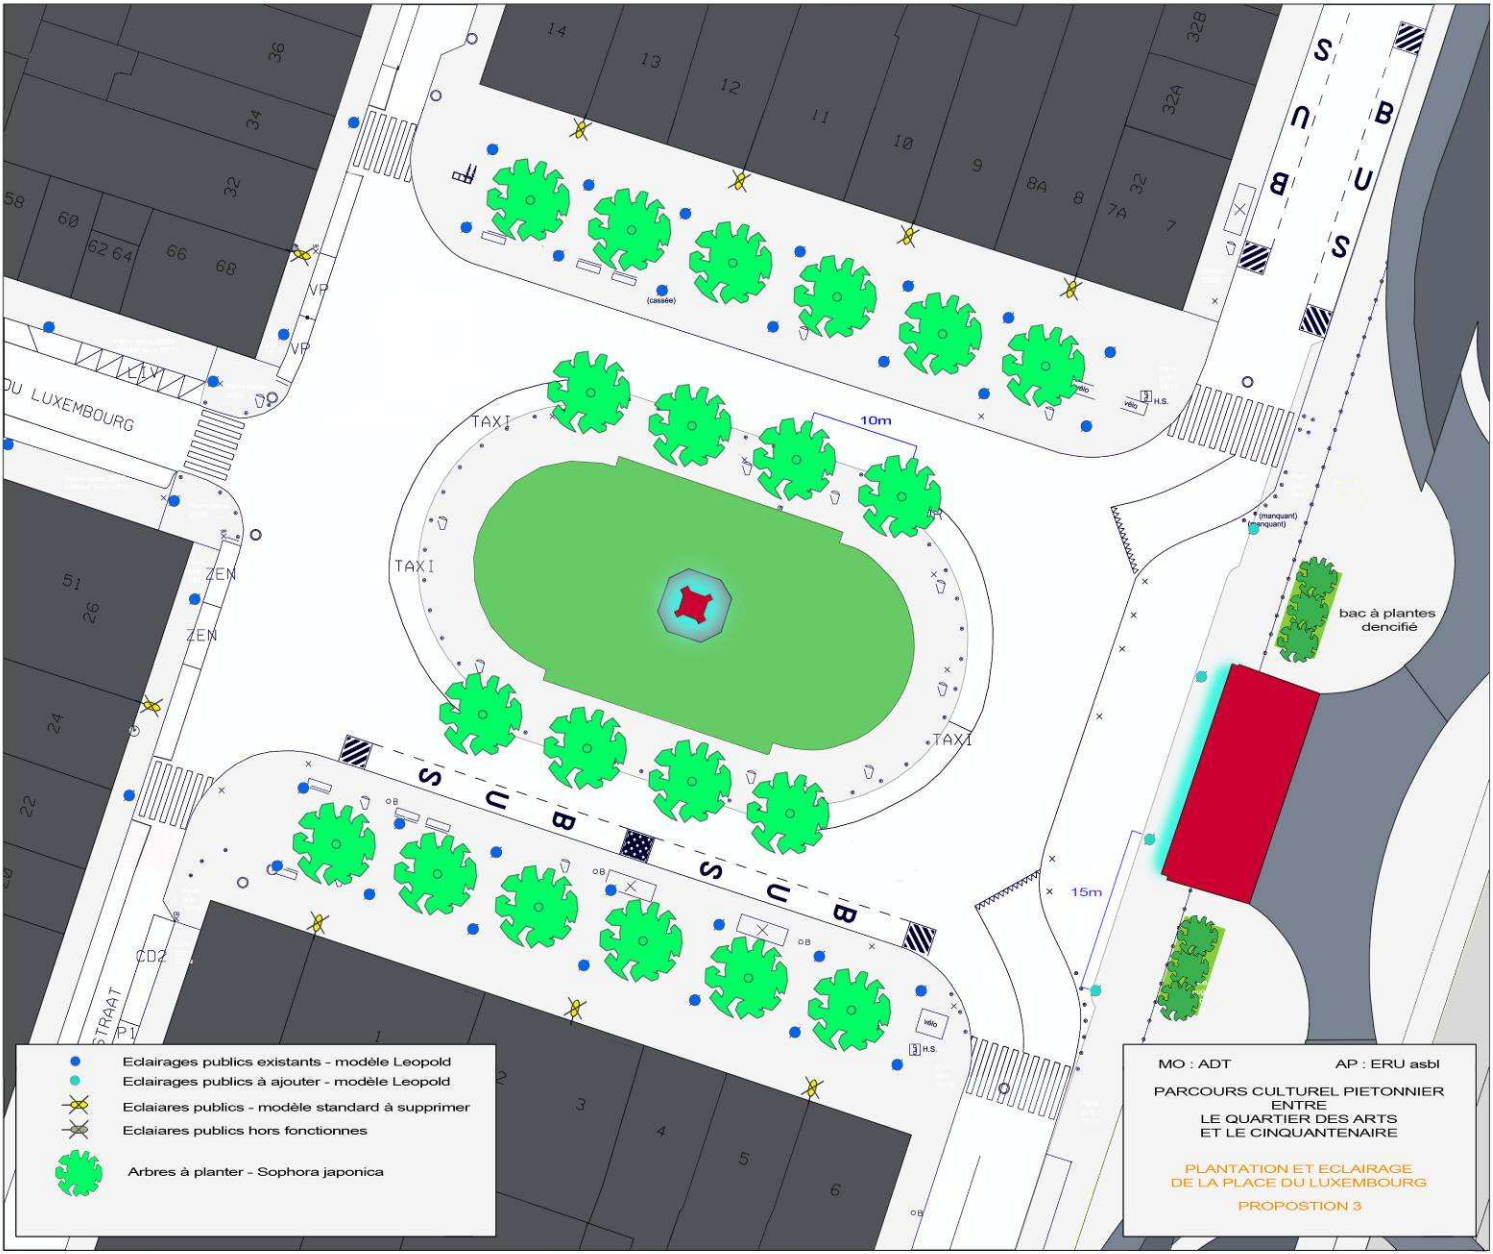 14
13
12
11
10
9
8A
8
7A
32
7
32A
32B
36
34
32
58
60
62
64
66
68
BUS
BUS
(cassée)
vélo
vélo
H.S.
VP
VP
LIV
DU LUXEMBOURG
TAXI
10m
TAXI
TAXI
(manquant)
(manquant)
bac à plantes
dencifié
ZEN
ZEN
51
26
24
22
20
BUS
BUS
B
B
B
B
15m
CD2
STRAAT
P1
vélo
H.S.
1
2
3
4
5
6
Eclairages publics existants - modèle Leopold
Eclairages publics à ajouter - modèle Leopold
Eclaiares publics - modèle standard à supprimer
Eclaiares publics hors fonctionnes
Arbres à planter - Sophora japonica
MO : ADT AP : ERU asbl
PARCOURS CULTUREL PIETONNIER
ENTRE
LE QUARTIER DES ARTS
ET LE CINQUANTENAIRE
PLANTATION ET ECLAIRAGE
DE LA PLACE DU LUXEMBOURG
PROPOSTION 3